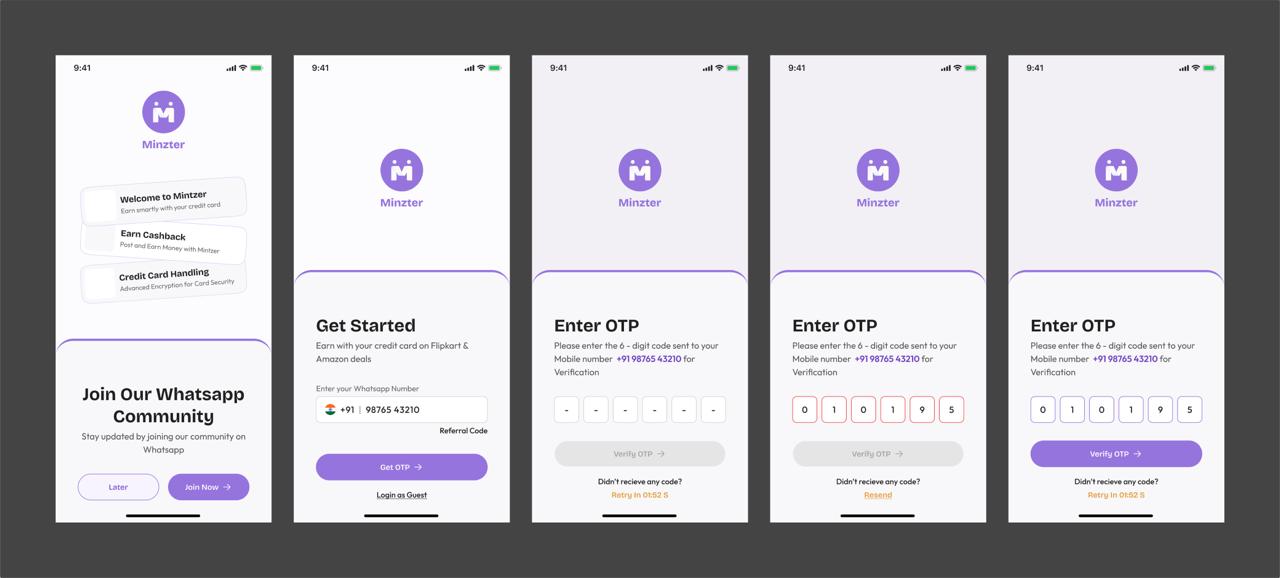 9:41
Minzter
Welcome to Mintzer
Earn smartly with your credit card
Earn Cashback
Post and Earn Money with Mintzer
Credit Card Handling
Advanced Encryption for Card Security
Join Our Whatsapp
Community
Stay updated by joining our community on
Whatsapp
Later
Join Now →
9:41
Minzter
Get Started
Earn with your credit card on Flipkart &
Amazon deals
Enter your Whatsapp Number
+91 | 98765 43210
Referral Code
Get OTP →
Login as Guest
9:41
Minzter
Enter OTP
Please enter the 6 - digit code sent to your
Mobile number +91 98765 43210 for
Verification
- - - - - -
Verify OTP →
Didn't recieve any code?
Retry In 01:52 S
9:41
Minzter
Enter OTP
Please enter the 6 - digit code sent to your
Mobile number +91 98765 43210 for
Verification
0 1 0 1 9 5
Verify OTP →
Didn't recieve any code?
Resend
9:41
Minzter
Enter OTP
Please enter the 6 - digit code sent to your
Mobile number +91 98765 43210 for
Verification
0 1 0 1 9 5
Verify OTP →
Didn't recieve any code?
Retry In 01:52 S